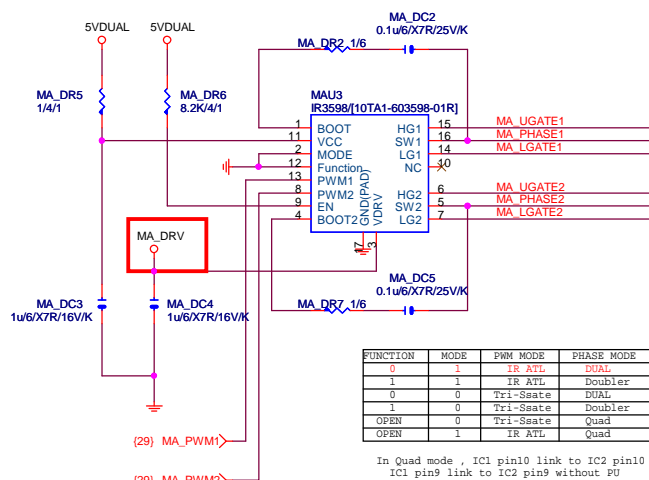 5VDUAL
5VDUAL
MA_DC2
0.1u/6/X7R/25V/K
MA_DR2 1/6
MA_DR5
1/4/1
MA_DR6
8.2K/4/1
MAU3
IR3598/[10TA1-603598-01R]
1 BOOT HG1 15 MA_UGATE1
11 VCC SW1 16 MA_PHASE1
2 MODE LG1 14 MA_LGATE1
12 Function NC 10
13 PWM1
8 PWM2 HG2 6 MA_UGATE2
9 EN SW2 5 MA_PHASE2
4 BOOT2 LG2 7 MA_LGATE2
GND(PAD)
VDRV
17
3
MA_DRV
MA_DC5
0.1u/6/X7R/25V/K
MA_DR7 1/6
MA_DC3
1u/6/X7R/16V/K
MA_DC4
1u/6/X7R/16V/K
FUNCTION MODE PWM MODE PHASE MODE
0 1 IR ATL DUAL
1 1 IR ATL Doubler
0 0 Tri-Ssate DUAL
1 0 Tri-Ssate Doubler
OPEN 0 Tri-Ssate Quad
OPEN 1 IR ATL Quad
{29} MA_PWM1
{29} MA_PWM2
In Quad mode , IC1 pin10 link to IC2 pin10
IC1 pin9 link to IC2 pin9 without PU